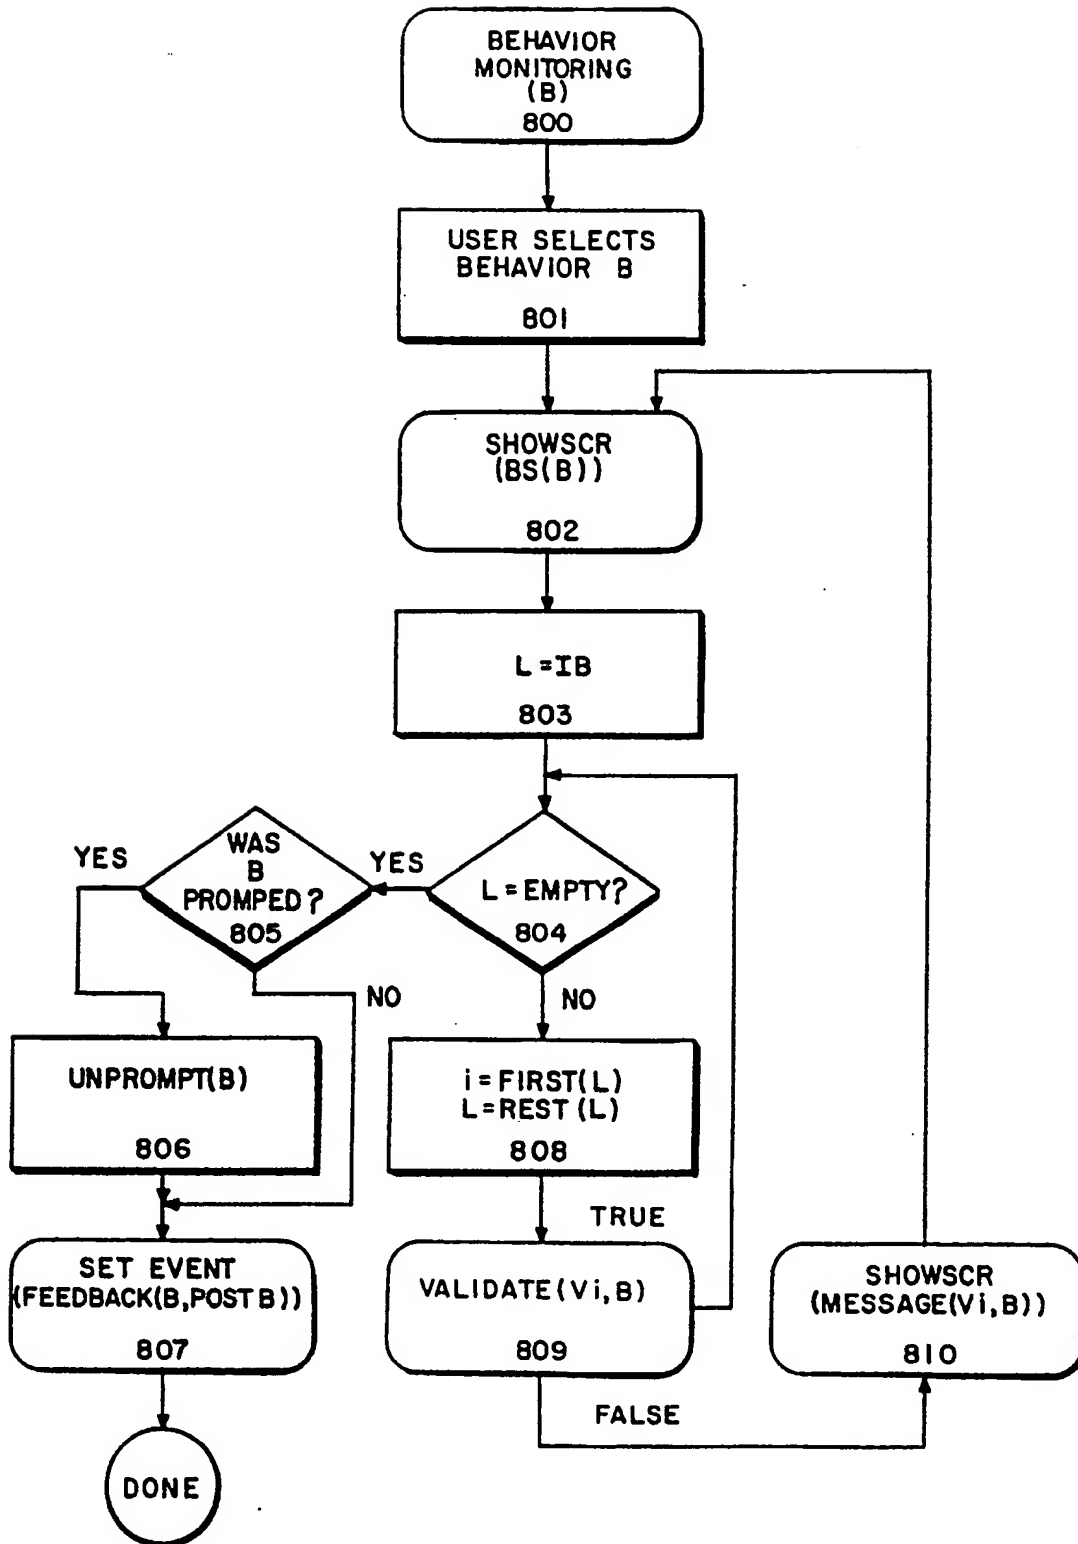 BEHAVIOR
MONITORING
(B)
800
USER SELECTS
BEHAVIOR B
801
SHOWSCR
(BS(B))
802
L=IB
803
YES
WAS
B
PROMPED?
805
YES
L=EMPTY?
804
NO
NO
UNPROMPT(B)
806
i=FIRST(L)
L=REST(L)
808
TRUE
SET EVENT
(FEEDBACK(B,POST B))
807
VALIDATE(Vi,B)
809
SHOWSCR
(MESSAGE(Vi,B))
810
FALSE
DONE